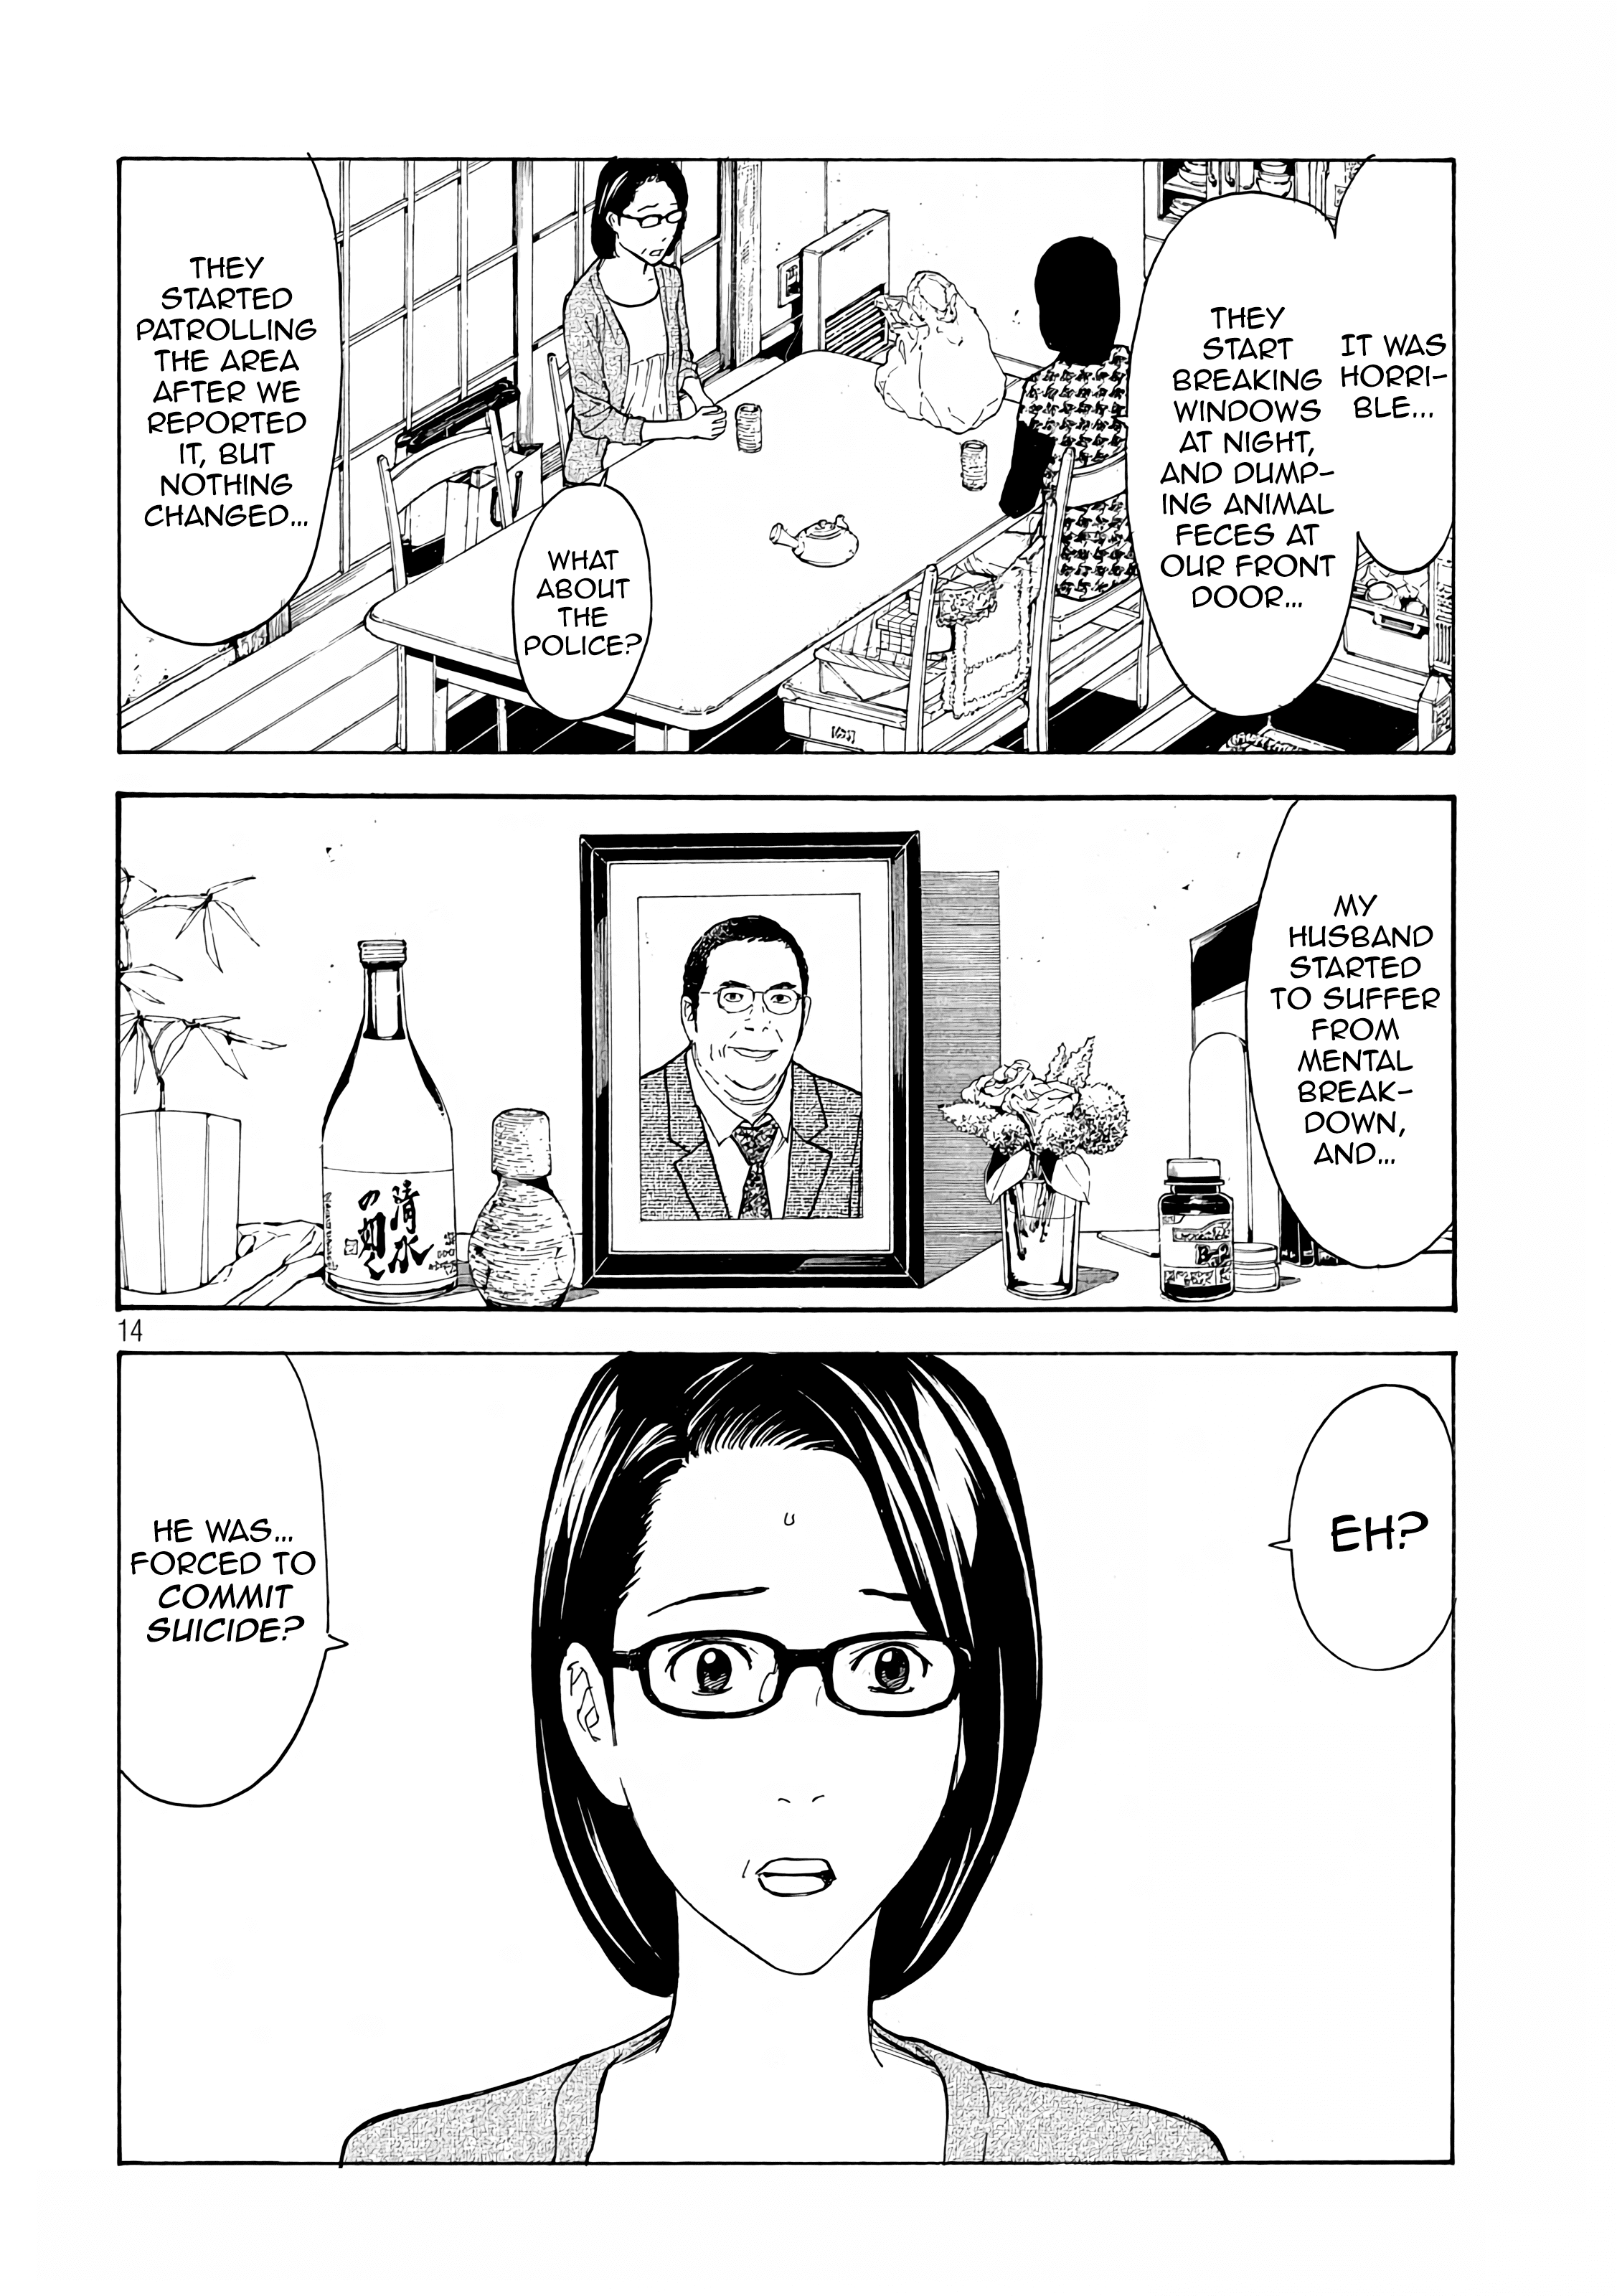 IT WAS
HORRI-
BLE...
THEY
START
BREAKING
WINDOWS
AT NIGHT,
AND DUMP-
ING ANIMAL
FECES AT
OUR FRONT
DOOR...
WHAT
ABOUT
THE
POLICE?
THEY
STARTED
PATROLLING
THE AREA
AFTER WE
REPORTED
IT, BUT
NOTHING
CHANGED...
MY
HUSBAND
STARTED
TO SUFFER
FROM
MENTAL
BREAK-
DOWN,
AND...
清水
の
14
EH?
HE WAS...
FORCED TO
COMMIT
SUICIDE?